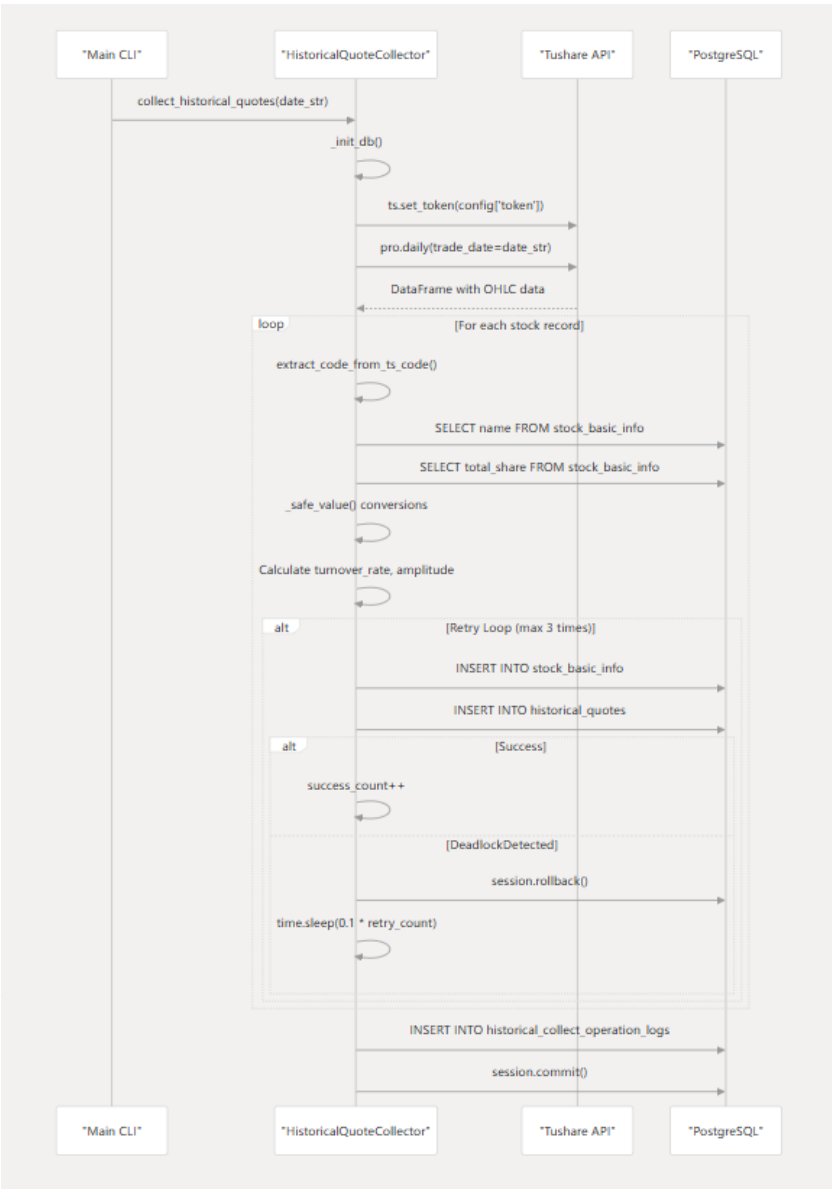 "Main CLI"
"HistoricalQuoteCollector"
"Tushare API"
"PostgreSQL"
collect_historical_quotes(date_str)
_init_db()
ts.set_token(config['token'])
pro.daily(trade_date=date_str)
DataFrame with OHLC data
loop
[For each stock record]
extract_code_from_ts_code()
SELECT name FROM stock_basic_info
SELECT total_share FROM stock_basic_info
_safe_value() conversions
Calculate turnover_rate, amplitude
alt
[Retry Loop (max 3 times)]
INSERT INTO stock_basic_info
INSERT INTO historical_quotes
alt
[Success]
success_count++
[DeadlockDetected]
session.rollback()
time.sleep(0.1 * retry_count)
INSERT INTO historical_collect_operation_logs
session.commit()
"Main CLI"
"HistoricalQuoteCollector"
"Tushare API"
"PostgreSQL"